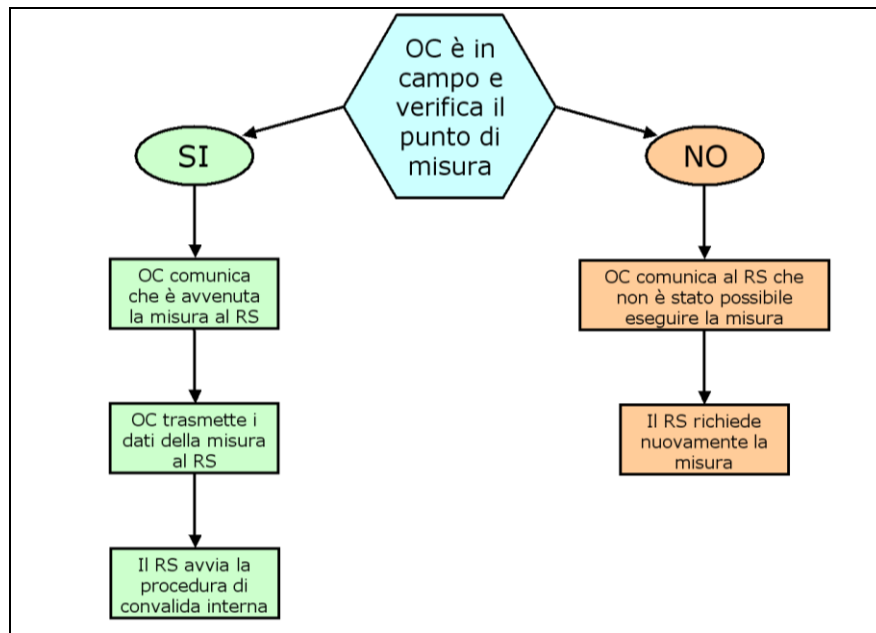 OC è in
campo e
verifica il
punto di
misura
SI
NO
OC comunica
che è avvenuta
la misura al RS
OC comunica al RS che
non è stato possibile
eseguire la misura
OC trasmette i
dati della misura
al RS
Il RS richiede
nuovamente la
misura
Il RS avvia la
procedura di
convalida interna